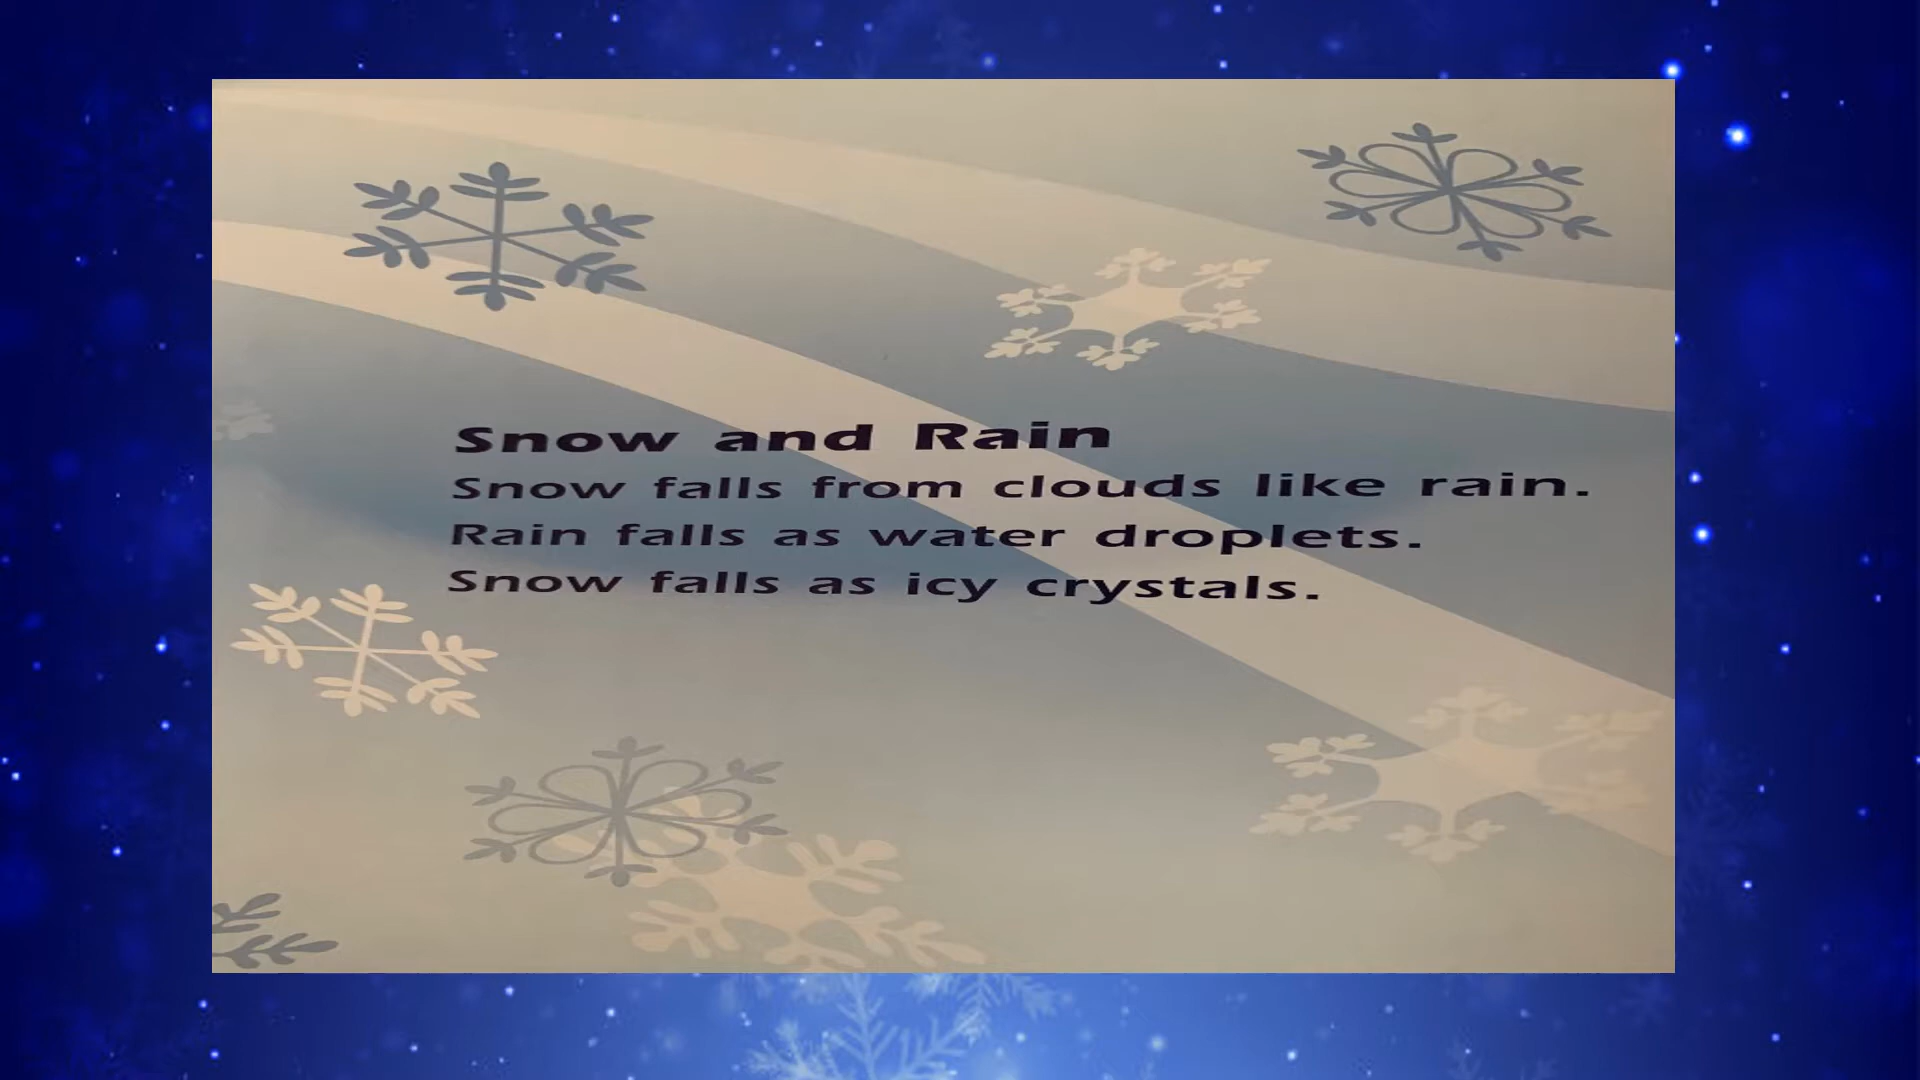 Snow and Rain
Snow falls from clouds like rain.
Rain falls as water droplets.
Snow falls as icy crystals.